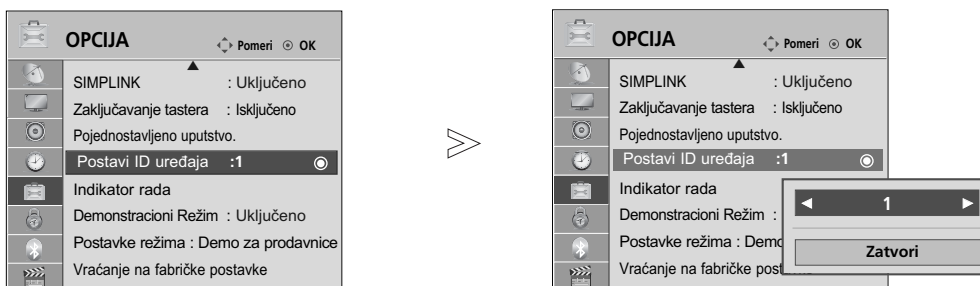 OPCIJA Pomeri OK
SIMPLINK : Uključeno
Zaključavanje tastera : Isključeno
Pojednostavljeno uputstvo.
Postavi ID uređaja :1
Indikator rada
Demonstracioni Režim : Uključeno
Postavke režima : Demo za prodavnice
Vraćanje na fabričke postavke
OPCIJA Pomeri OK
SIMPLINK : Uključeno
Zaključavanje tastera : Isključeno
Pojednostavljeno uputstvo.
Postavi ID uređaja :1
Indikator rada
Demonstracioni Režim :
Postavke režima : Demo
Vraćanje na fabričke
1
Zatvori